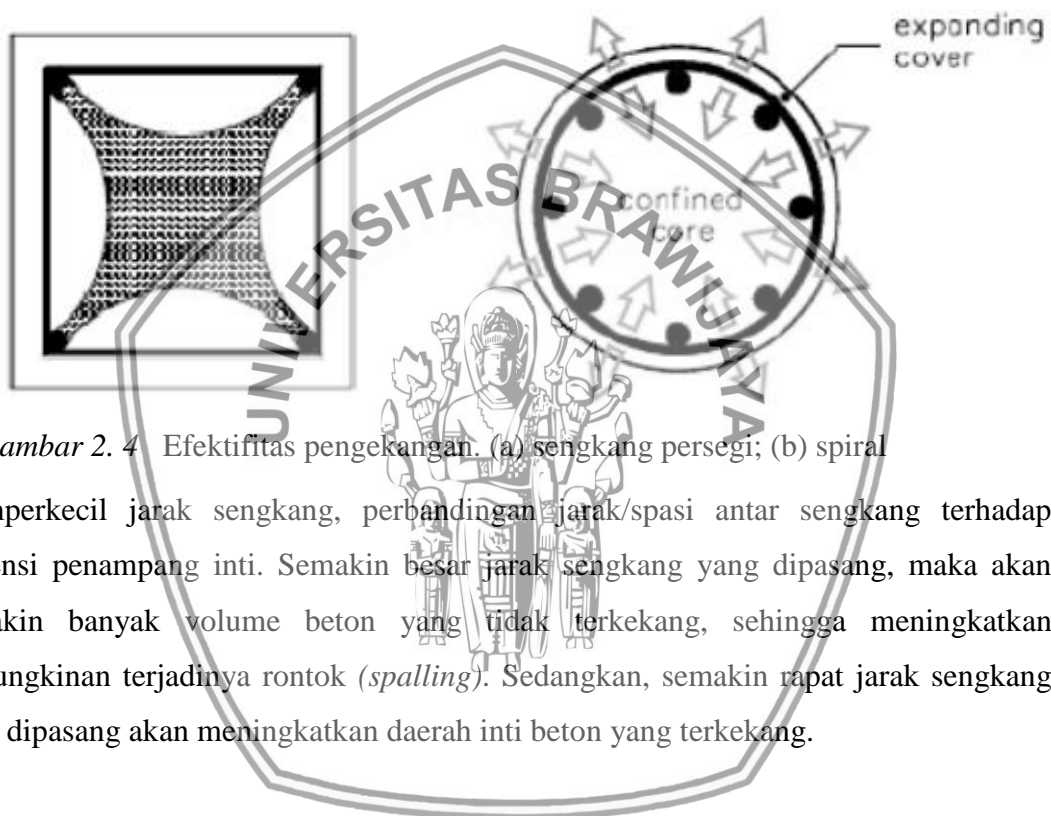 expanding
cover
confined
core
UNIVERSITAS BRAWIJAYA
ambar 2. 4 Efektifitas pengekangan. (a) sengkang persegi; (b) spiral
perkecil jarak sengkang, perbandingan jarak/spasi antar sengkang terhadap
ensi penampang inti. Semakin besar jarak sengkang yang dipasang, maka akan
akin banyak volume beton yang tidak terkekang, sehingga meningkatkan
ungkinan terjadinya rontok (spalling). Sedangkan, semakin rapat jarak sengkang
dipasang akan meningkatkan daerah inti beton yang terkekang.